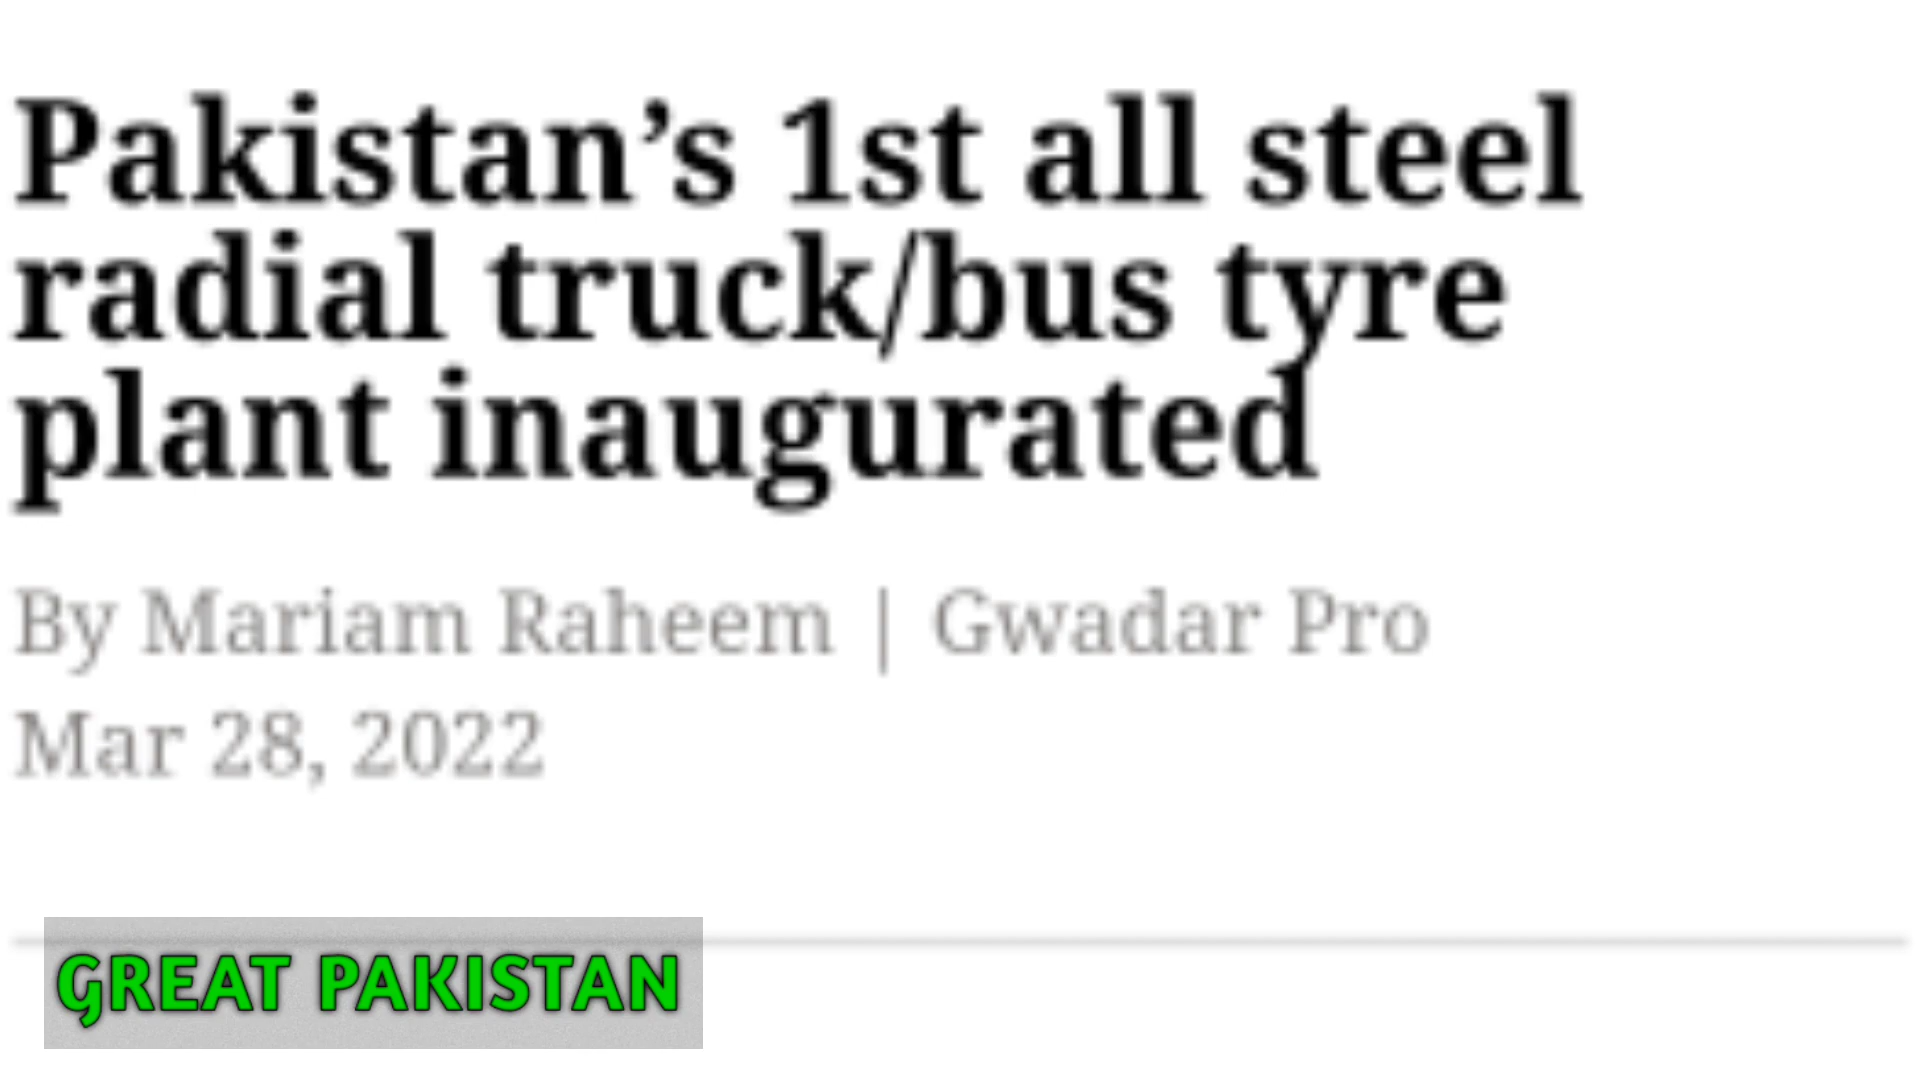 Pakistan’s 1st all steel
radial truck/bus tyre
plant inaugurated
By Mariam Raheem | Gwadar Pro
Mar 28, 2022
GREAT PAKISTAN